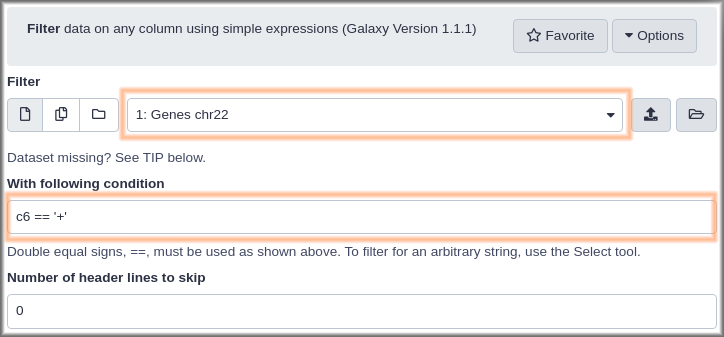 Filter data on any column using simple expressions (Galaxy Version 1.1.1)
Favorite
Options
Filter
1: Genes chr22
Dataset missing? See TIP below.
With following condition
c6 == '+'
Double equal signs, ==, must be used as shown above. To filter for an arbitrary string, use the Select tool.
Number of header lines to skip
0